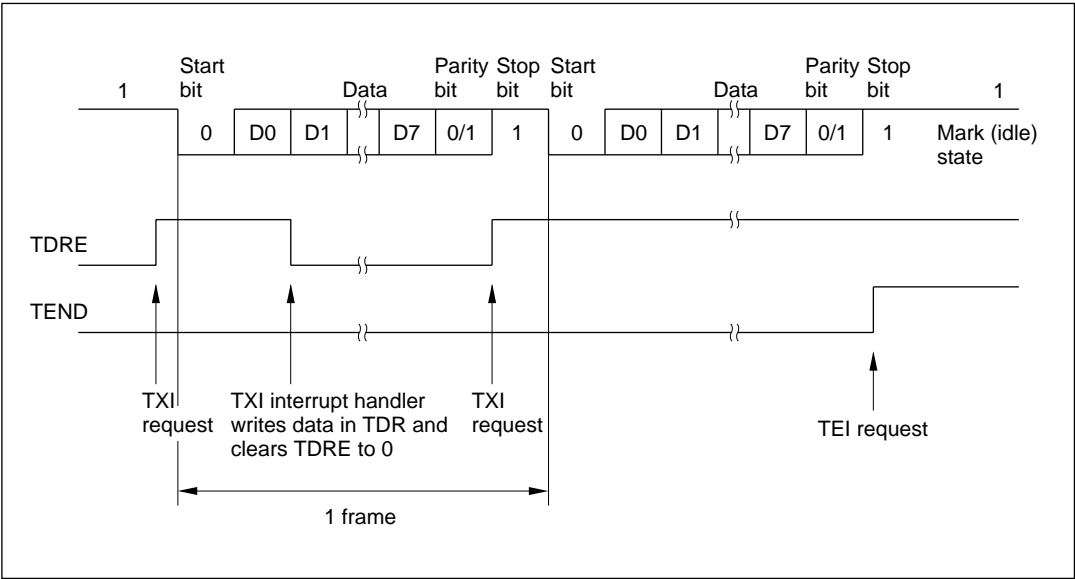 Start Parity Stop Start Parity Stop
1 bit Data bit bit bit Data bit bit 1
0 D0 D1 D7 0/1 1 0 D0 D1 D7 0/1 1 Mark (idle)
state
TDRE
TEND
TXI TXI interrupt handler TXI
request writes data in TDR and request TEI request
clears TDRE to 0
1 frame